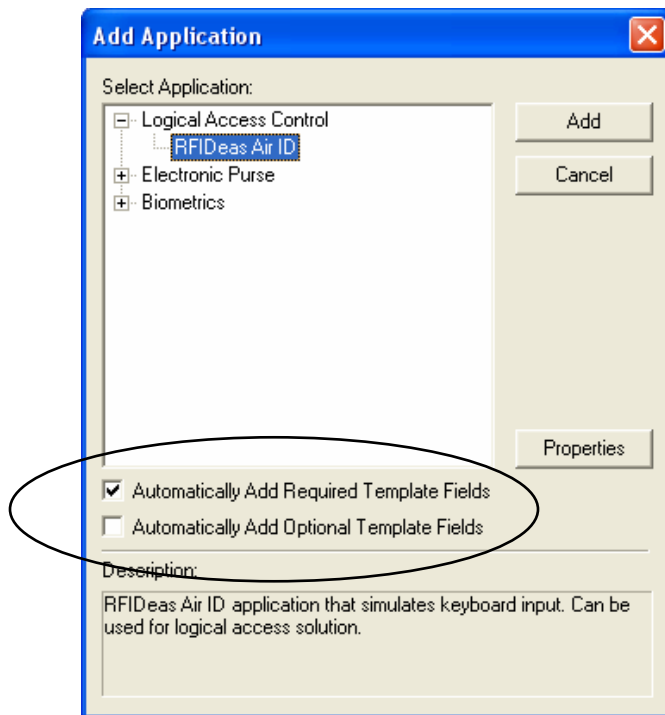 Add Application
Select Application:
Logical Access Control
RFIDeas Air ID
Electronic Purse
Biometrics
Add
Cancel
Properties
Automatically Add Required Template Fields
Automatically Add Optional Template Fields
Description:
RFIDeas Air ID application that simulates keyboard input. Can be
used for logical access solution.